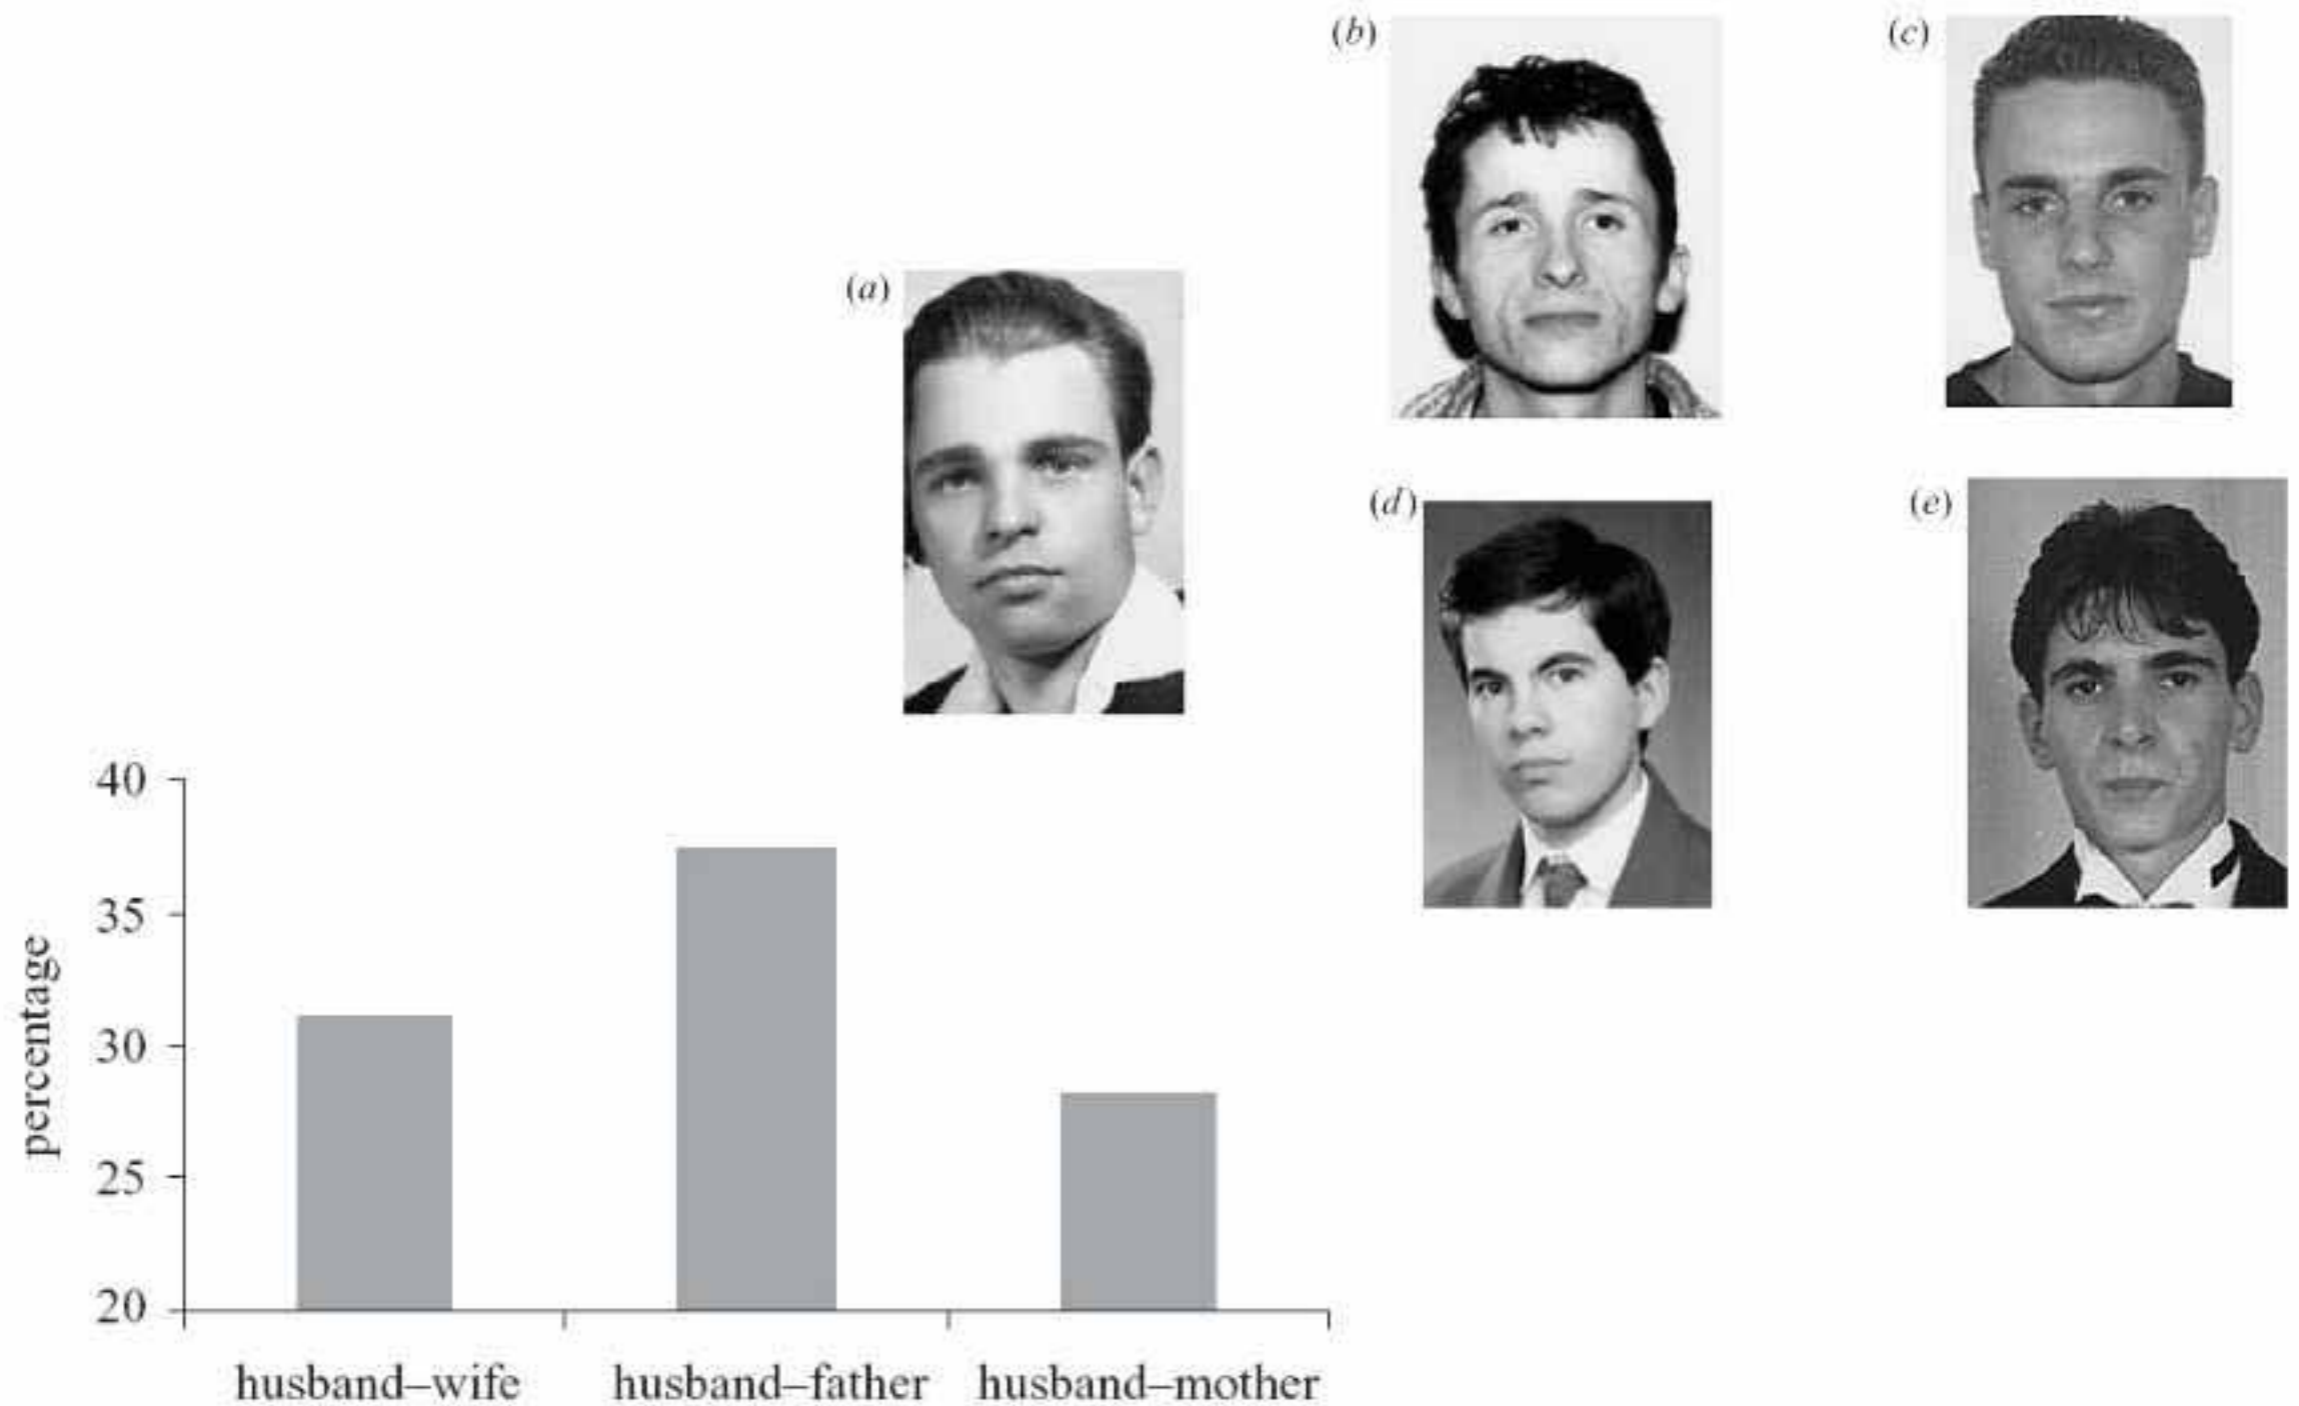 (b)
(c)
(a)
(d)
(e)
40
35
30
25
20
percentage
husband–wife
husband–father
husband–mother